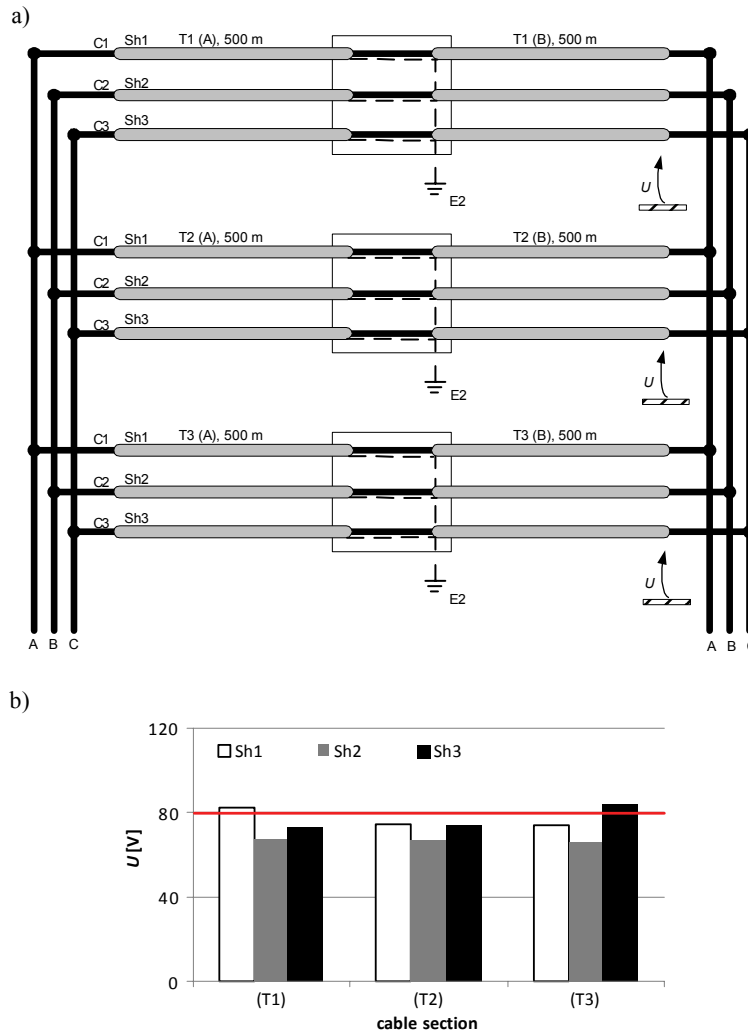 a)
C1 Sh1 T1 (A), 500 m T1 (B), 500 m
C2 Sh2
C3 Sh3
U
E2
C1 Sh1 T2 (A), 500 m T2 (B), 500 m
C2 Sh2
C3 Sh3
U
E2
C1 Sh1 T3 (A), 500 m T3 (B), 500 m
C2 Sh2
C3 Sh3
U
E2
A B C A B
b)
120
Sh1 Sh2 Sh3
80
U [V]
40
0
(T1) (T2) (T3)
cable section